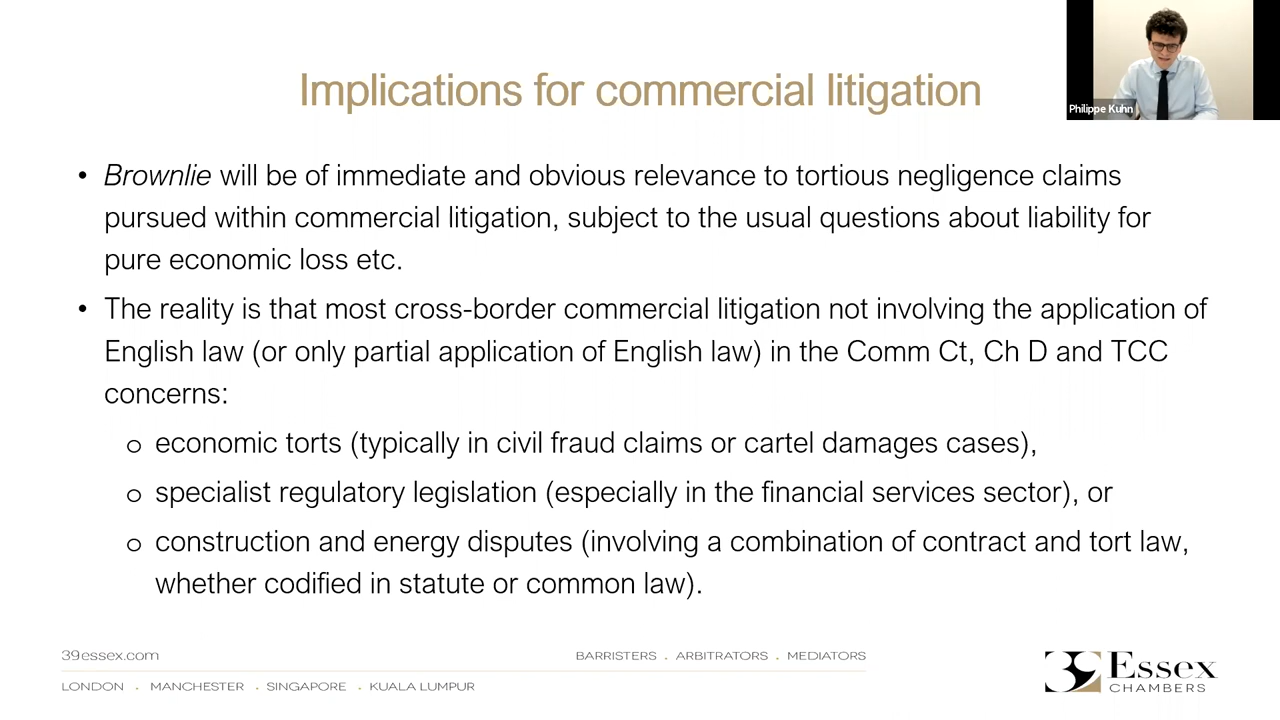 Implications for commercial litigation
Philippe Kuhn
• Brownlie will be of immediate and obvious relevance to tortious negligence claims
pursued within commercial litigation, subject to the usual questions about liability for
pure economic loss etc.
• The reality is that most cross-border commercial litigation not involving the application of
English law (or only partial application of English law) in the Comm Ct, Ch D and TCC
concerns:
o economic torts (typically in civil fraud claims or cartel damages cases),
o specialist regulatory legislation (especially in the financial services sector), or
o construction and energy disputes (involving a combination of contract and tort law,
whether codified in statute or common law).
39essex.com
BARRISTERS . ARBITRATORS . MEDIATORS
LONDON . MANCHESTER . SINGAPORE . KUALA LUMPUR
39 Essex
CHAMBERS